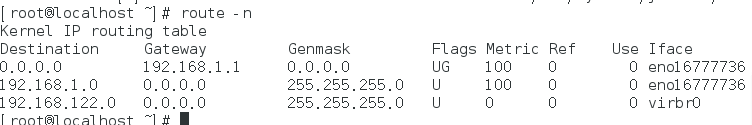 [root@localhost ~]# route -n
Kernel IP routing table
Destination     Gateway         Genmask         Flags Metric Ref    Use Iface
0.0.0.0         192.168.1.1     0.0.0.0         UG    100    0        0 eno16777736
192.168.1.0     0.0.0.0         255.255.255.0   U     100    0        0 eno16777736
192.168.122.0   0.0.0.0         255.255.255.0   U     0      0        0 virbr0
[root@localhost ~]#